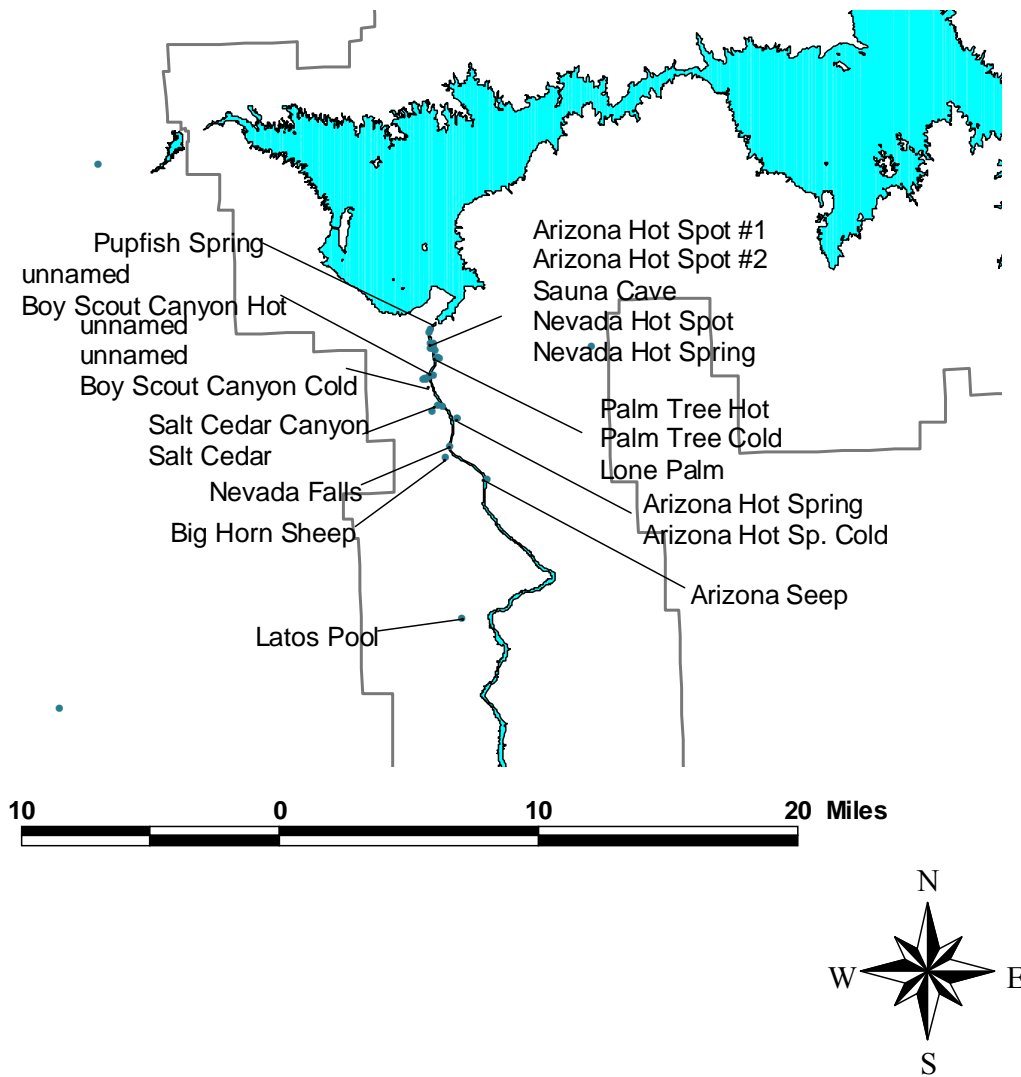 Pupfish Spring
unnamed
Boy Scout Canyon Hot
unnamed
unnamed
Boy Scout Canyon Cold
Salt Cedar Canyon
Salt Cedar
Nevada Falls
Big Horn Sheep
Latos Pool
Arizona Hot Spot #1
Arizona Hot Spot #2
Sauna Cave
Nevada Hot Spot
Nevada Hot Spring
Palm Tree Hot
Palm Tree Cold
Lone Palm
Arizona Hot Spring
Arizona Hot Sp. Cold
Arizona Seep
10 0 10 20 Miles
N
W E
S